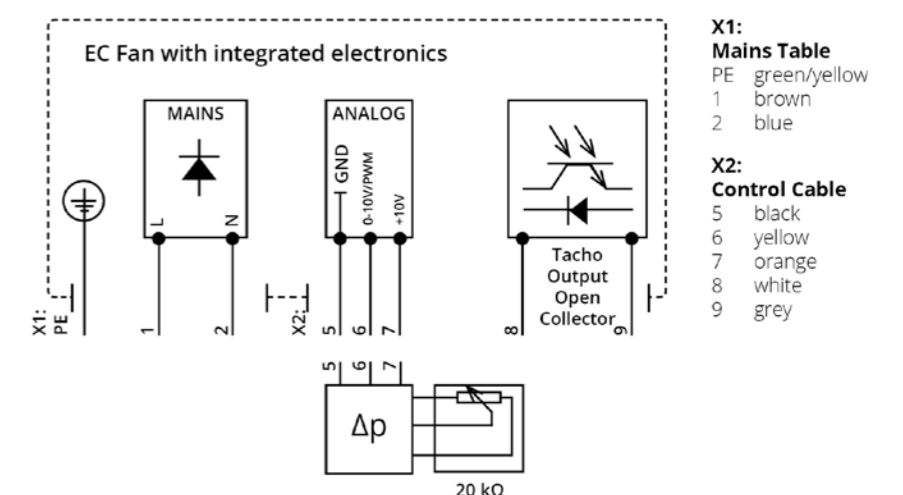 EC Fan with integrated electronics
MAINS
L
N
ANALOG
GND
0-10V/PWM
+10V
Tacho
Output
Open
Collector
X1:
PE
1
2
X2:
5
6
7
8
9
5
6
7
Δp
20 kΩ
X1:
Mains Table
PE green/yellow
1 brown
2 blue
X2:
Control Cable
5 black
6 yellow
7 orange
8 white
9 grey